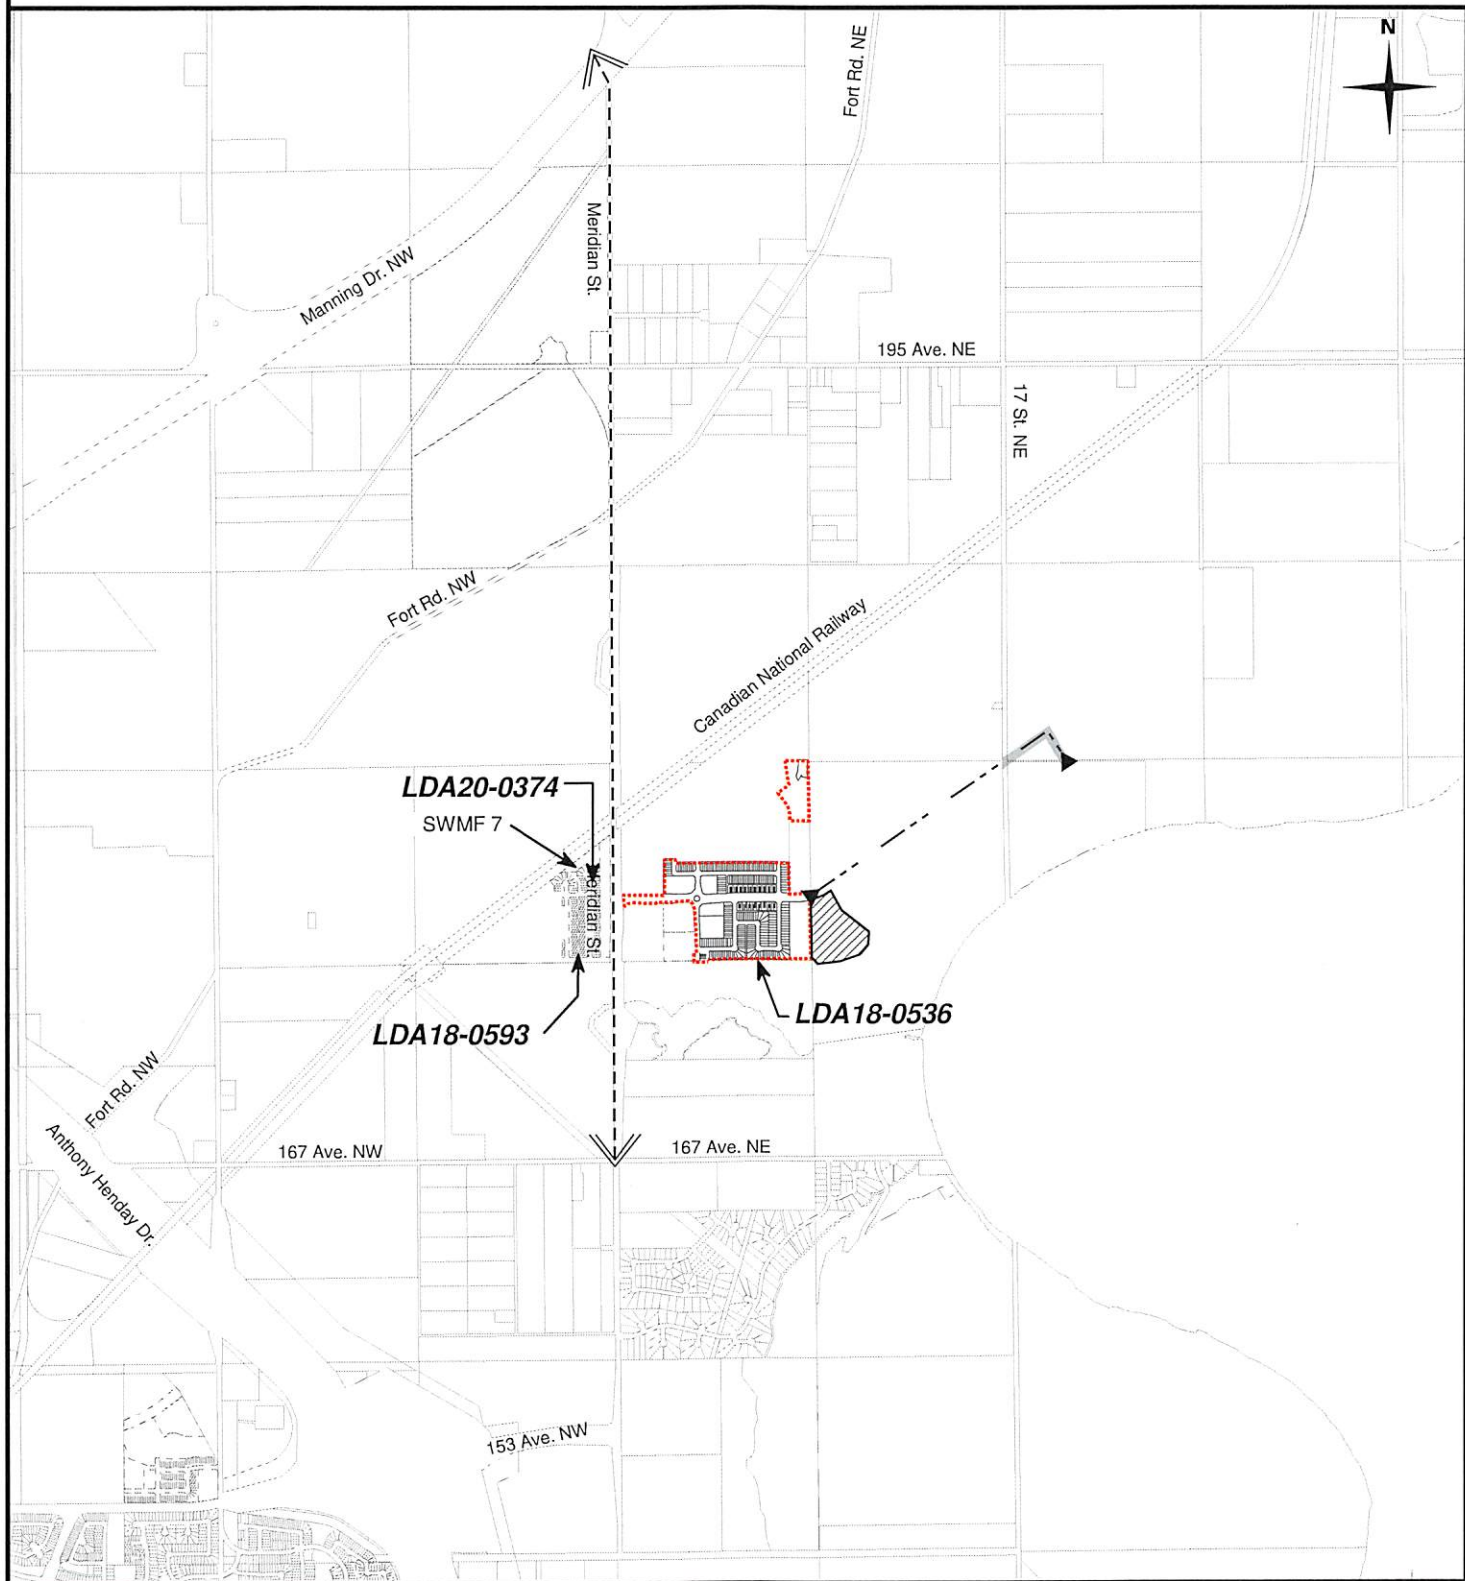 N
Fort Rd. NE
Meridian St.
Manning Dr. NW
195 Ave. NE
17 St. NE
Fort Rd. NW
Canadian National Railway
LDA20-0374
SWMF 7
Meridian St.
LDA18-0536
LDA18-0593
Fort Rd. NW
Anthony Henday Dr.
167 Ave. NW
167 Ave. NE
153 Ave. NW